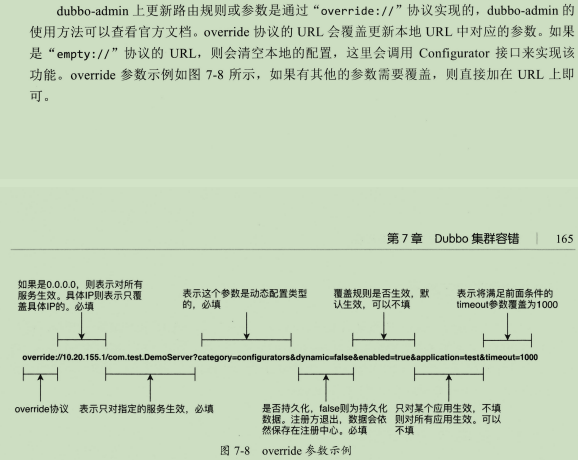 dubbo-admin 上更新路由规则或参数是通过“override://”协议实现的，dubbo-admin 的
使用方法可以查看官方文档。override 协议的 URL 会覆盖更新本地 URL 中对应的参数。如果
是“empty://”协议的 URL，则会清空本地的配置，这里会调用 Configurator 接口来实现该
功能。override 参数示例如图 7-8 所示，如果有其他的参数需要覆盖，则直接加在 URL 上即
可。
第 7 章 Dubbo 集群容错 | 165
如果是0.0.0.0，则表示对所有
服务生效。具体IP则表示只覆
盖具体IP的。必填
表示这个参数是动态配置类型
的，必填
覆盖规则是否生效，默
认生效，可以不填
表示将满足前面条件的
timeout参数覆盖为1000
override://10.20.155.1/com.test.DemoServer?category=configurators&dynamic=false&enabled=true&application=test&timeout=1000
override协议
表示只对指定的服务生效，必填
是否持久化，false则为持久化
数据。注册方退出，数据会依
然保存在注册中心。必填
只对某个应用生效，不填
则对所有应用生效。可以
不填
图 7-8 override 参数示例